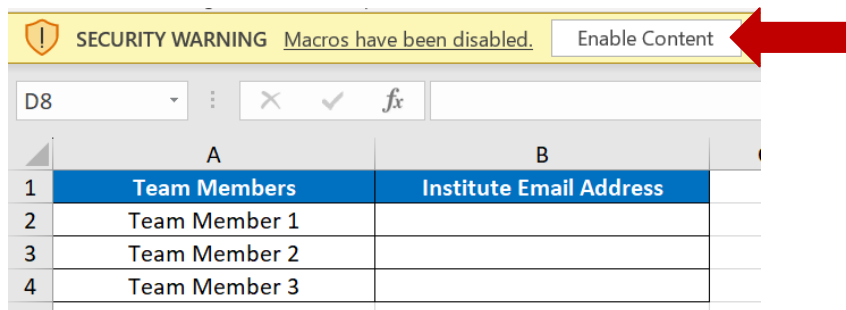 SECURITY WARNING Macros have been disabled. Enable Content
D8 fx
A B
1 Team Members Institute Email Address
2 Team Member 1
3 Team Member 2
4 Team Member 3